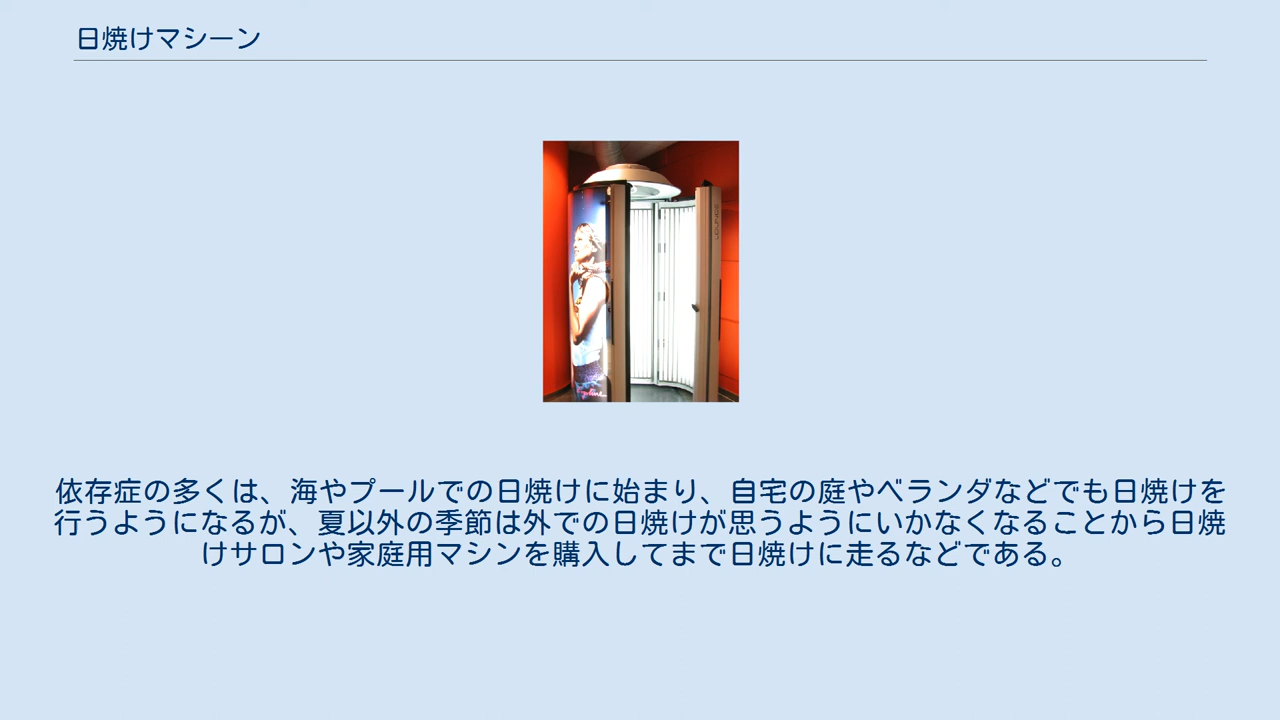 日焼けマシーン
依存症の多くは、海やプールでの日焼けに始まり、自宅の庭やベランダなどでも日焼けを
行うようになるが、夏以外の季節は外での日焼けが思うようにいかなくなることから日焼
けサロンや家庭用マシンを購入してまで日焼けに走るなどである。